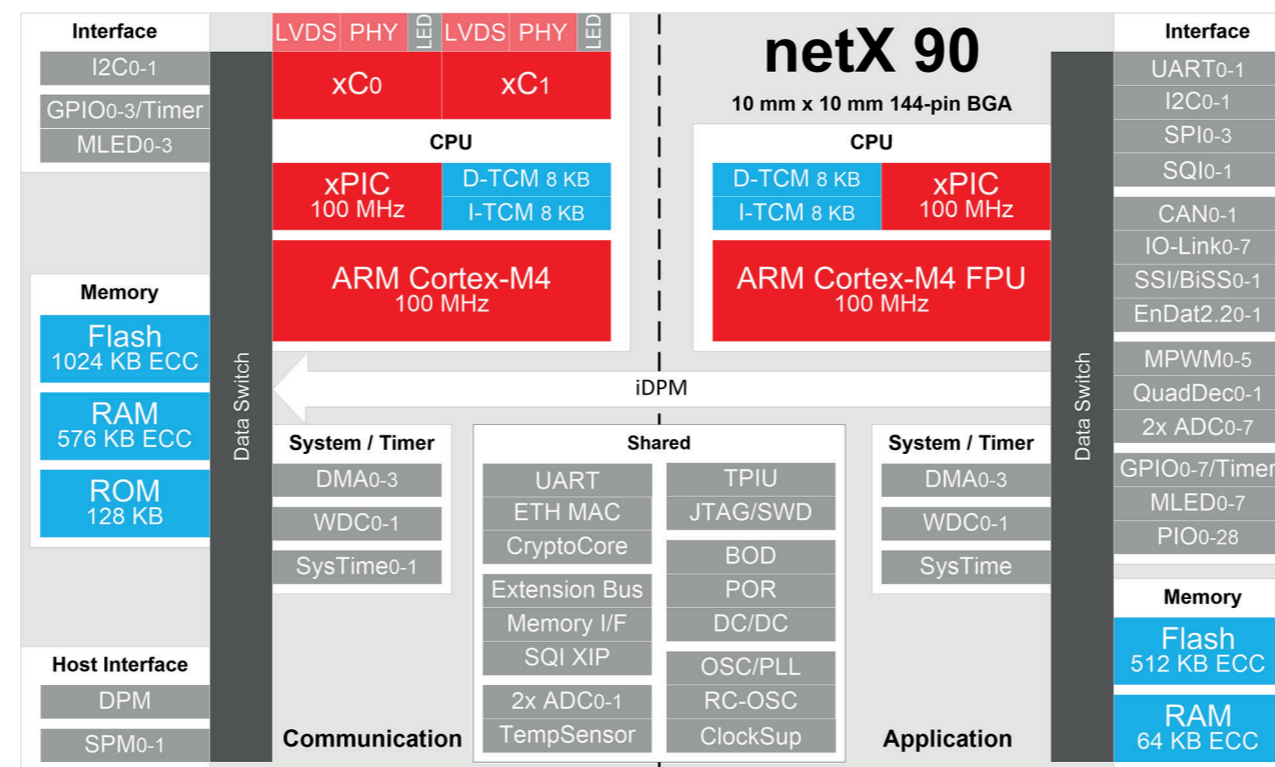 netX 90
10 mm x 10 mm 144-pin BGA
Interface
I2C0-1
GPIO0-3/Timer
MLED0-3
Memory
Flash
1024 KB ECC
RAM
576 KB ECC
ROM
128 KB
Host Interface
DPM
SPM0-1
Data Switch
LVDS PHY LED LVDS PHY LED
xC0 xC1
CPU
xPIC
100 MHz
D-TCM 8 KB
I-TCM 8 KB
ARM Cortex-M4
100 MHz
CPU
D-TCM 8 KB
I-TCM 8 KB
xPIC
100 MHz
ARM Cortex-M4 FPU
100 MHz
iDPM
System / Timer
DMA0-3
WDC0-1
SysTime0-1
Communication
Shared
UART
ETH MAC
CryptoCore
Extension Bus
Memory I/F
SQI XIP
2x ADC0-1
TempSensor
TPIU
JTAG/SWD
BOD
POR
DC/DC
OSC/PLL
RC-OSC
ClockSup
System / Timer
DMA0-3
WDC0-1
SysTime
Application
Data Switch
Interface
UART0-1
I2C0-1
SPI0-3
SQI0-1
CAN0-1
IO-Link0-7
SSI/BiSS0-1
EnDat2.20-1
MPWM0-5
QuadDec0-1
2x ADC0-7
GPIO0-7/Timer
MLED0-7
PIO0-28
Memory
Flash
512 KB ECC
RAM
64 KB ECC